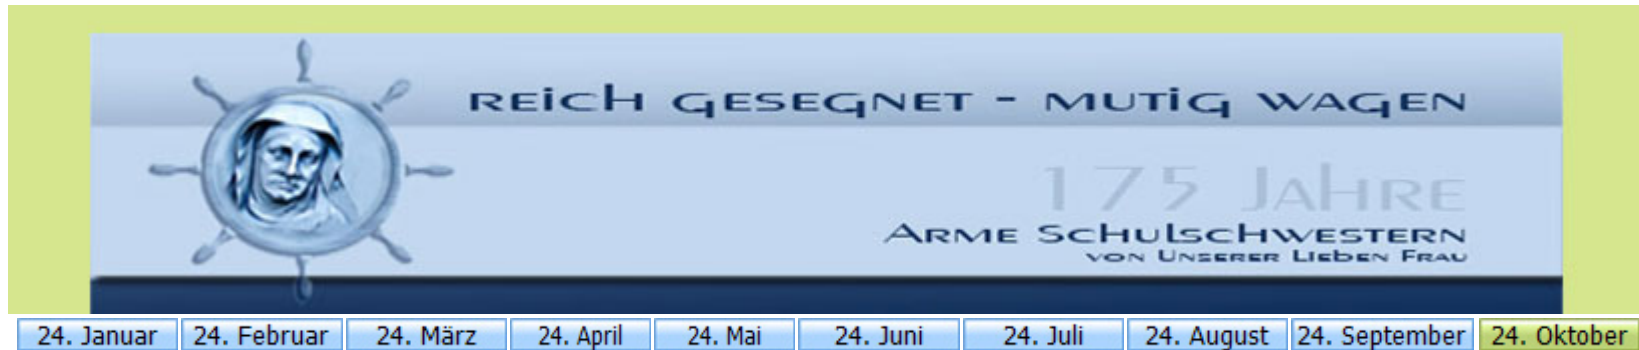 REICH GESEGNET - MUTIG WAGEN
175 JAHRE
ARME SCHULSCHWESTERN
VON UNSERER LIEBEN FRAU
24. Januar 24. Februar 24. März 24. April 24. Mai 24. Juni 24. Juli 24. August 24. September 24. Oktober